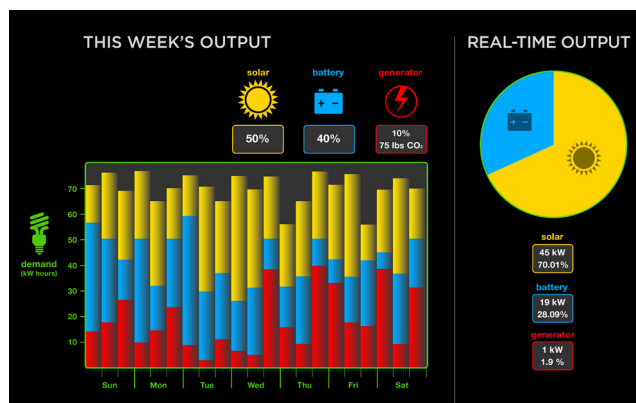 THIS WEEK'S OUTPUT
solar
battery
generator
50%
40%
10%
75 lbs CO₂
70
60
50
40
30
20
10
demand
(kW hours)
Sun
Mon
Tue
Wed
Thu
Fri
Sat
REAL-TIME OUTPUT
solar
45 kW
70.01%
battery
19 kW
28.09%
generator
1 kW
1.9 %